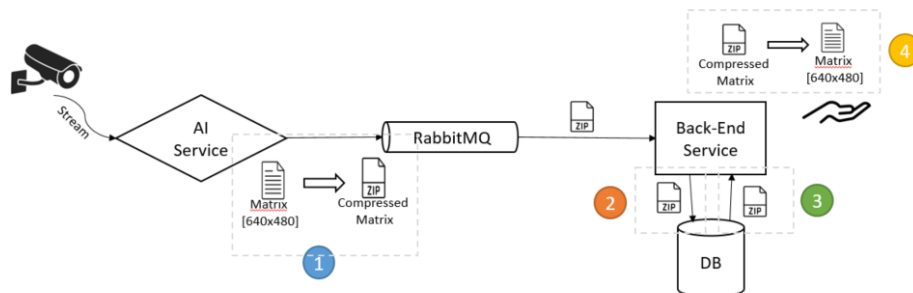 Stream
AI
Service
Matrix
[640x480]
ZIP
Compressed
Matrix
1
RabbitMQ
ZIP
Back-End
Service
ZIP
Compressed
Matrix
Matrix
[640x480]
4
2
ZIP
ZIP
3
DB